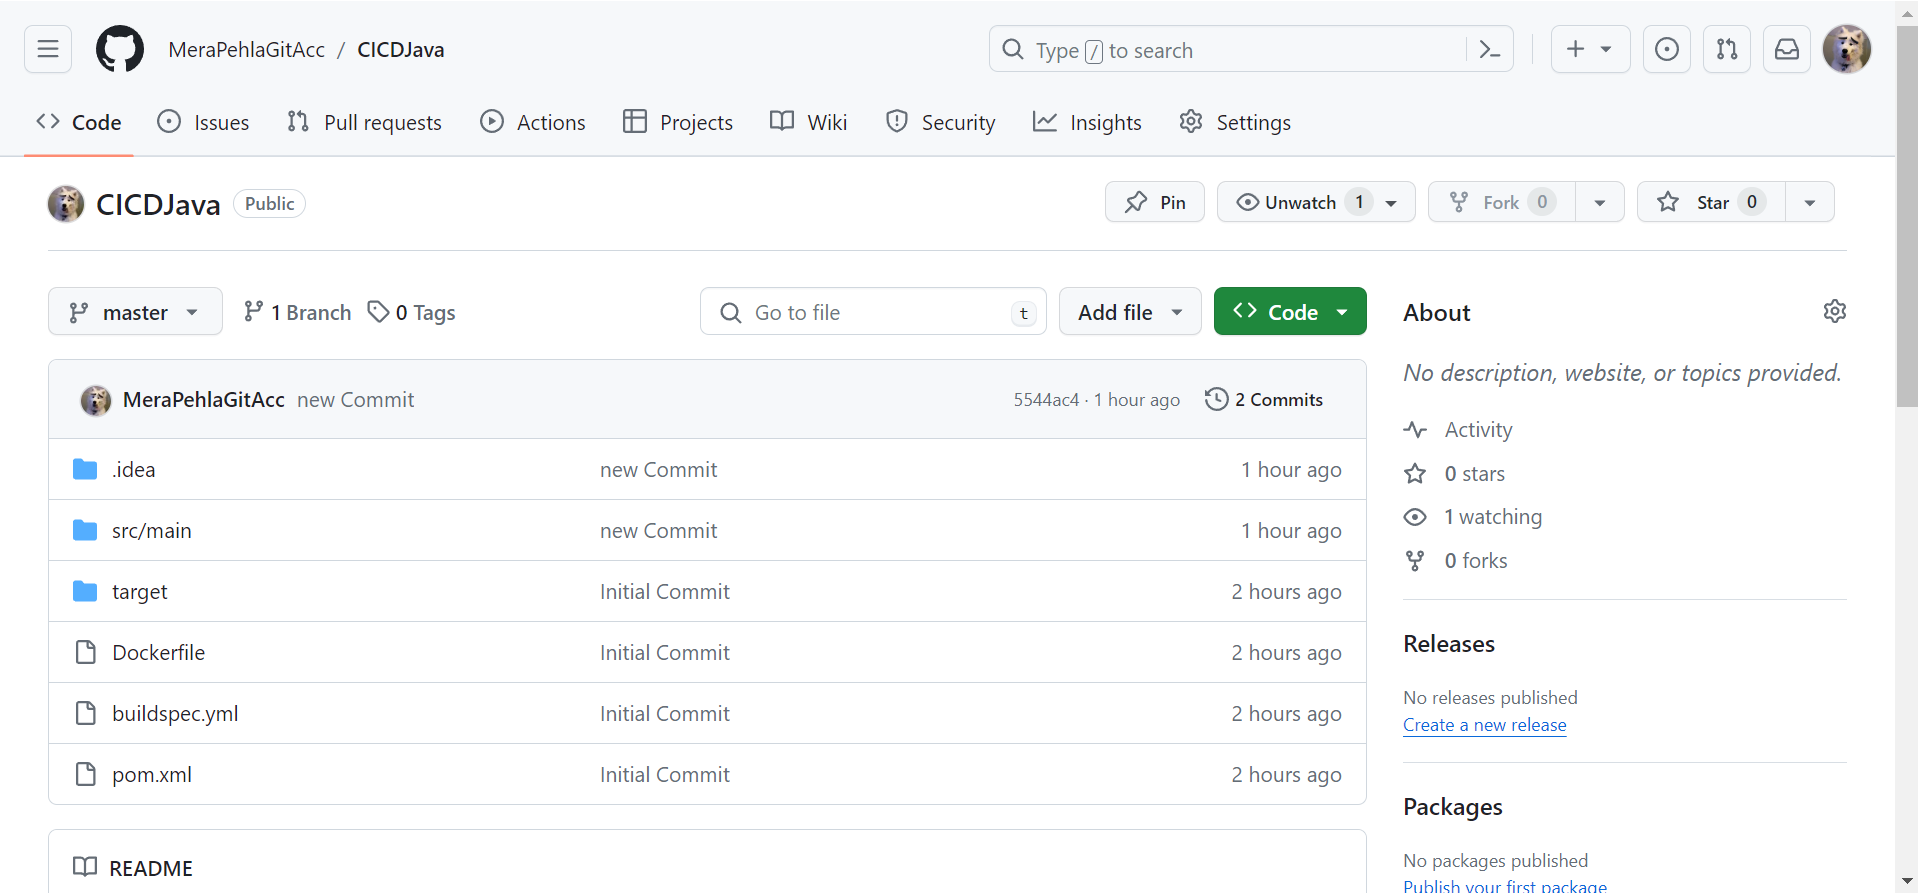 MeraPehlaGitAcc / CICDJava
Type / to search
Code
Issues
Pull requests
Actions
Projects
Wiki
Security
Insights
Settings
CICDJava Public
Pin
Unwatch 1
Fork 0
Star 0
master
1 Branch
0 Tags
Go to file t
Add file
Code
MeraPehlaGitAcc new Commit 5544ac4 · 1 hour ago 2 Commits
.idea new Commit 1 hour ago
src/main new Commit 1 hour ago
target Initial Commit 2 hours ago
Dockerfile Initial Commit 2 hours ago
buildspec.yml Initial Commit 2 hours ago
pom.xml Initial Commit 2 hours ago
README
About
No description, website, or topics provided.
Activity
0 stars
1 watching
0 forks
Releases
No releases published
Create a new release
Packages
No packages published
Publish your first package